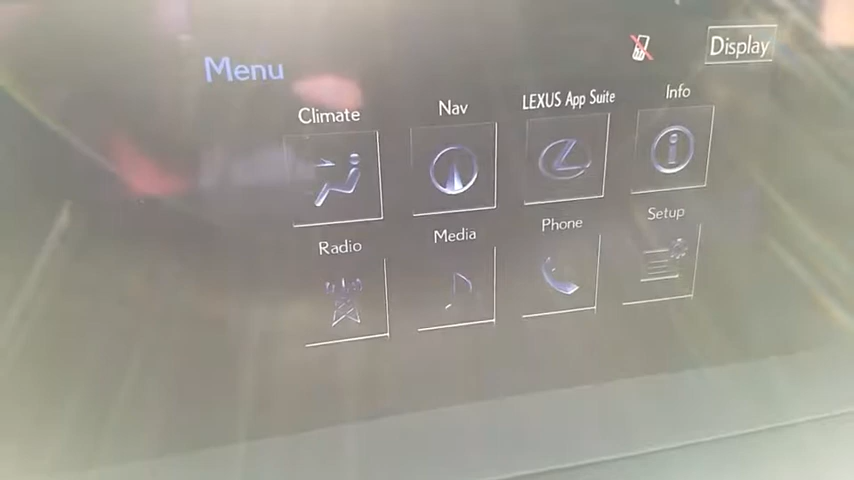 Menu
Display
Climate
Nav
LEXUS App Suite
Info
Radio
Media
Phone
Setup